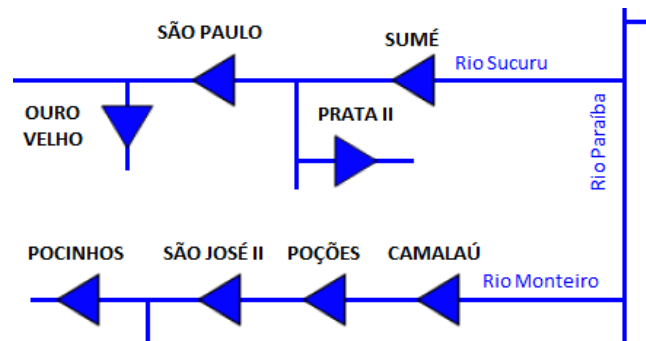 SÃO PAULO
SUMÉ
Rio Sucuru
OURO
VELHO
PRATA II
Rio Paraíba
POCINHOS
SÃO JOSÉ II
POÇÕES
CAMALAÚ
Rio Monteiro